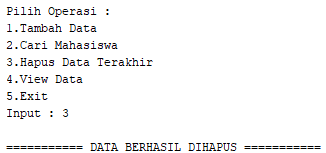 Pilih Operasi :
1.Tambah Data
2.Cari Mahasiswa
3.Hapus Data Terakhir
4.View Data
5.Exit
Input : 3
=========== DATA BERHASIL DIHAPUS ===========